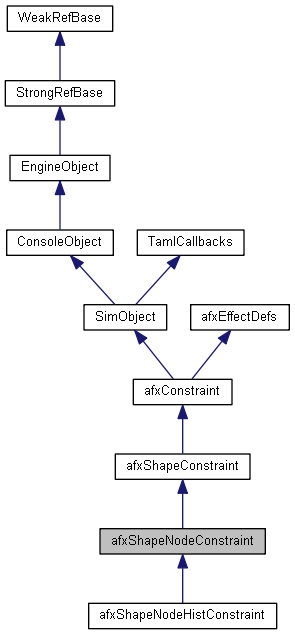 WeakRefBase
StrongRefBase
EngineObject
ConsoleObject
TamlCallbacks
SimObject
afxEffectDefs
afxConstraint
afxShapeConstraint
afxShapeNodeConstraint
afxShapeNodeHistConstraint